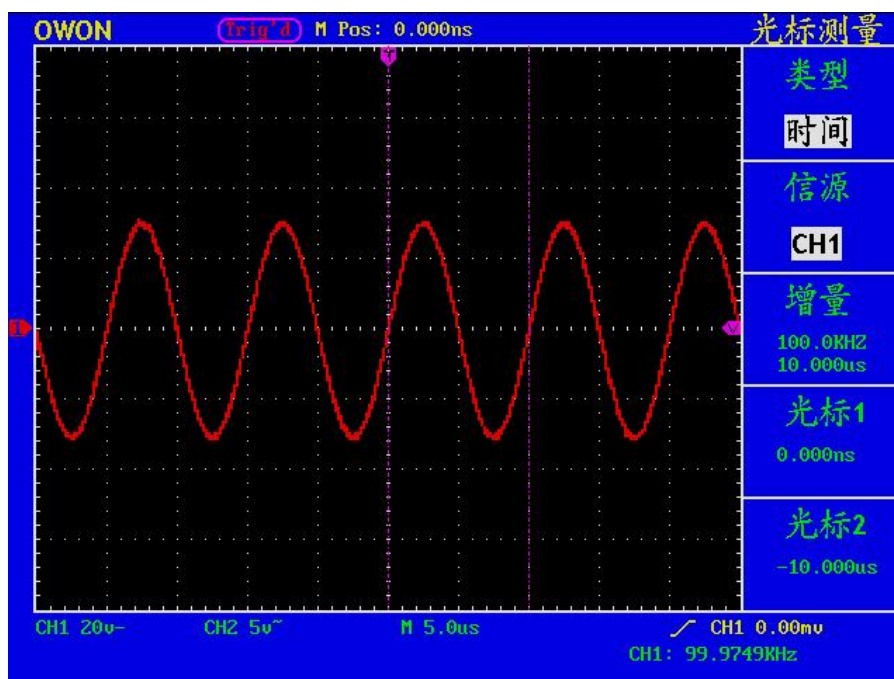 OWON Trig'd M Pos: 0.000ns 光标测量
T
类型
时间
信源
CH1
增量
100.0KHZ
10.000us
1
光标1
0.000ns
光标2
-10.000us
CH1 20v- CH2 5v~ M 5.0us CH1 0.00mv
CH1: 99.9749KHz